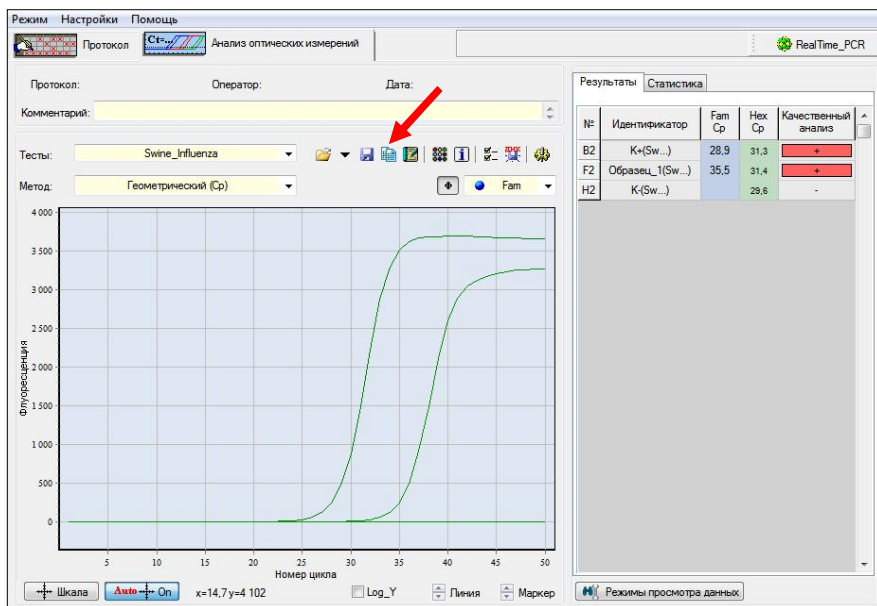 Режим Настройки Помощь
Протокол Ct=... Анализ оптических измерений RealTime_PCR
Протокол: Оператор: Дата:
Комментарий:
Тесты: Swine_Influenza
Метод: Геометрический (Cp) Fam
4 000
3 500
3 000
2 500
2 000
1 500
1 000
500
0
Флуоресценция
5 10 15 20 25 30 35 40 45 50
Номер цикла
Шкала Auto On x=14,7 y=4 102 Log_Y Линия Маркер
Результаты Статистика
№ Идентификатор Fam Cp Hex Cp Качественный анализ
B2 K+(Sw...) 28,9 31,3 +
F2 Образец_1(Sw...) 35,5 31,4 +
H2 K-(Sw...) 29,6 -
Режимы просмотра данных